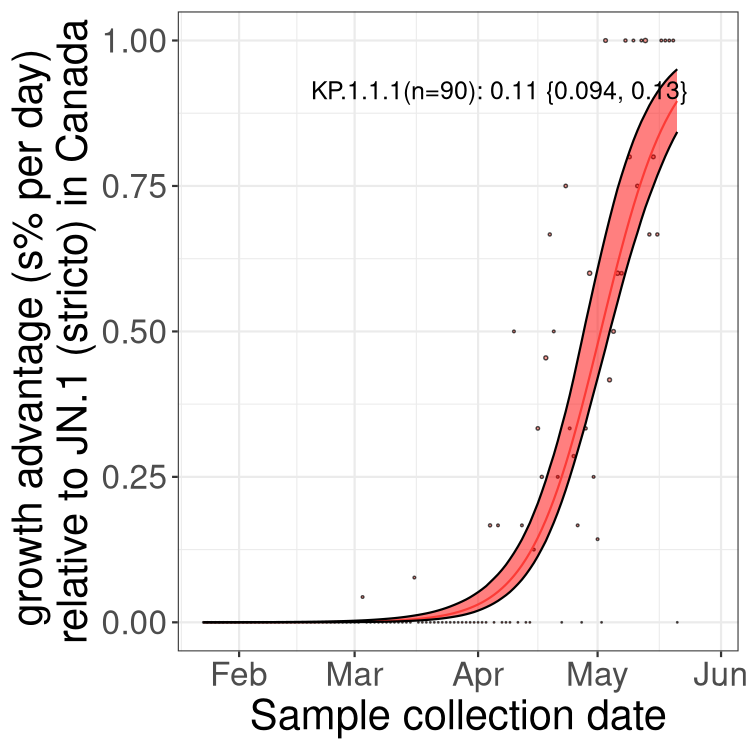 growth advantage (s% per day)
relative to JN.1 (stricto) in Canada
1.00
0.75
0.50
0.25
0.00
KP.1.1.1(n=90): 0.11 {0.094, 0.13}
Feb Mar Apr May Jun
Sample collection date